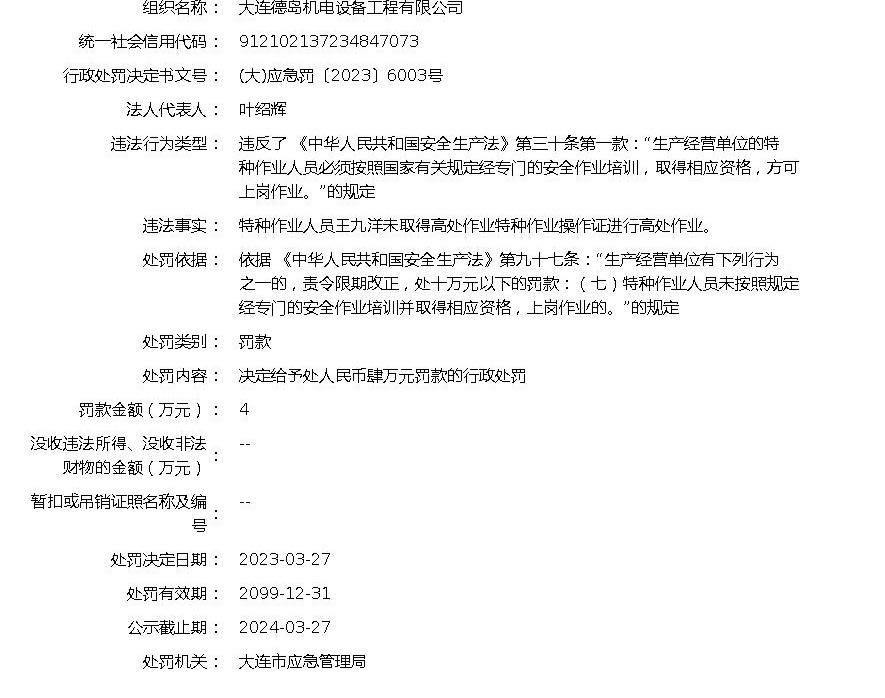 组织名称： 大连德岛机电设备工程有限公司
统一社会信用代码： 912102137234847073
行政处罚决定书文号： (大)应急罚〔2023〕6003号
法人代表人： 叶绍辉
违法行为类型： 违反了 《中华人民共和国安全生产法》第三十条第一款：“生产经营单位的特
种作业人员必须按照国家有关规定经专门的安全作业培训，取得相应资格，方可
上岗作业。”的规定
违法事实： 特种作业人员王九洋未取得高处作业特种作业操作证进行高处作业。
处罚依据： 依据 《中华人民共和国安全生产法》第九十七条：“生产经营单位有下列行为
之一的，责令限期改正，处十万元以下的罚款：（七）特种作业人员未按照规定
经专门的安全作业培训并取得相应资格，上岗作业的。”的规定
处罚类别： 罚款
处罚内容： 决定给予处人民币肆万元罚款的行政处罚
罚款金额（万元）： 4
没收违法所得、没收非法
财物的金额（万元）： --
暂扣或吊销证照名称及编
号： --
处罚决定日期： 2023-03-27
处罚有效期： 2099-12-31
公示截止期： 2024-03-27
处罚机关： 大连市应急管理局